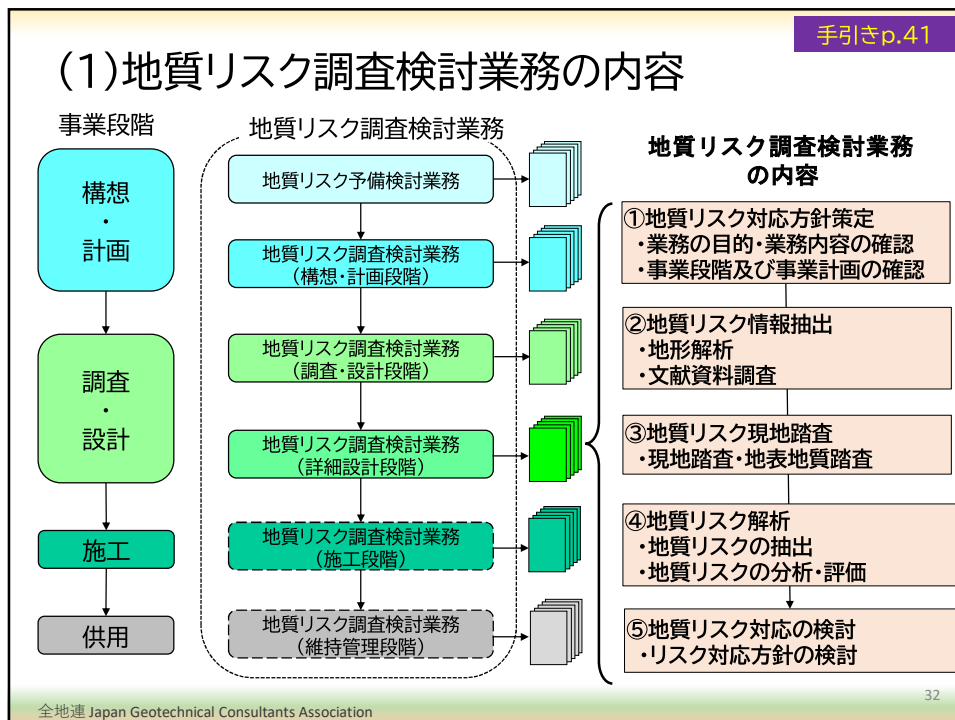 手引きp.41
(1)地質リスク調査検討業務の内容
事業段階
構想
・
計画
調査
・
設計
施工
供用
地質リスク調査検討業務
地質リスク予備検討業務
地質リスク調査検討業務
(構想・計画段階)
地質リスク調査検討業務
(調査・設計段階)
地質リスク調査検討業務
(詳細設計段階)
地質リスク調査検討業務
(施工段階)
地質リスク調査検討業務
(維持管理段階)
地質リスク調査検討業務
の内容
①地質リスク対応方針策定
・業務の目的・業務内容の確認
・事業段階及び事業計画の確認
②地質リスク情報抽出
・地形解析
・文献資料調査
③地質リスク現地踏査
・現地踏査・地表地質踏査
④地質リスク解析
・地質リスクの抽出
・地質リスクの分析・評価
⑤地質リスク対応の検討
・リスク対応方針の検討
全地連 Japan Geotechnical Consultants Association
32